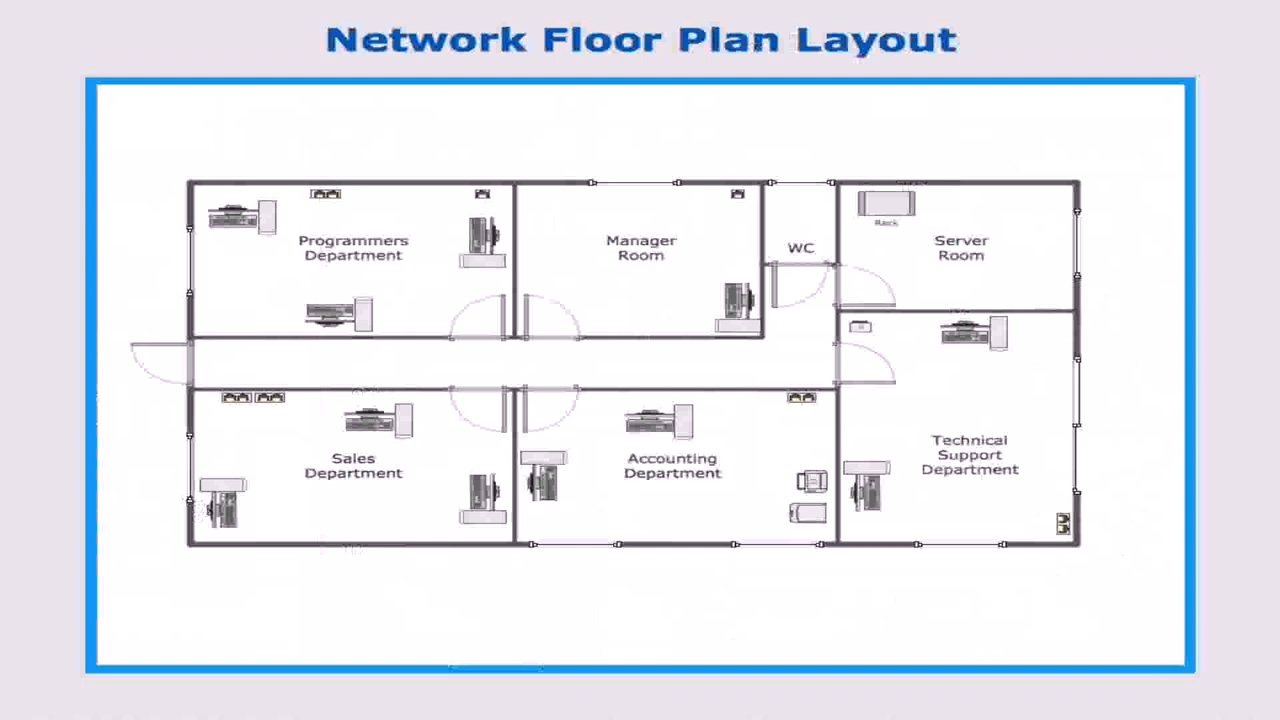 Network Floor Plan Layout
Programmers
Department
Manager
Room
WC
Rack
Server
Room
Sales
Department
Accounting
Department
Technical
Support
Department